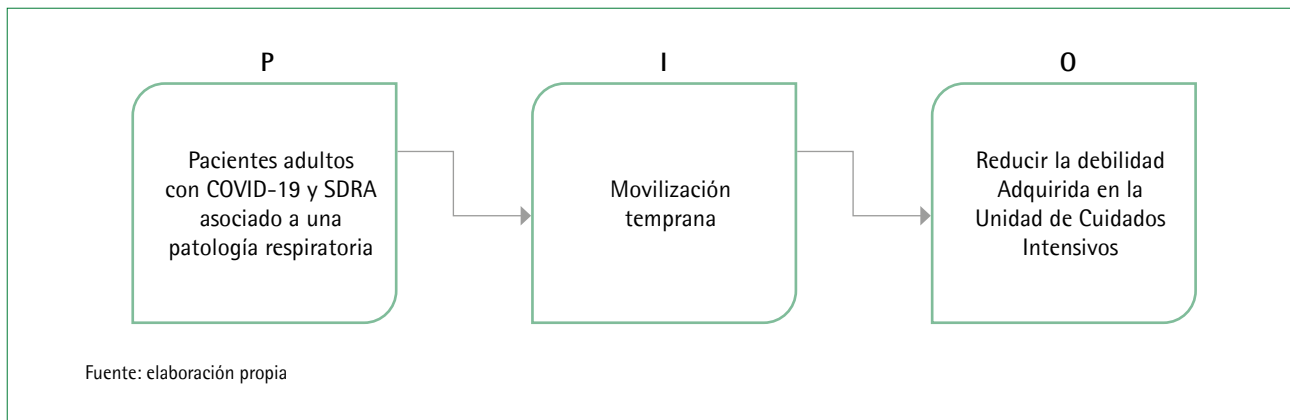 P
Pacientes adultos
con COVID-19 y SDRA
asociado a una
patología respiratoria
I
Movilización
temprana
O
Reducir la debilidad
Adquirida en la
Unidad de Cuidados
Intensivos
Fuente: elaboración propia